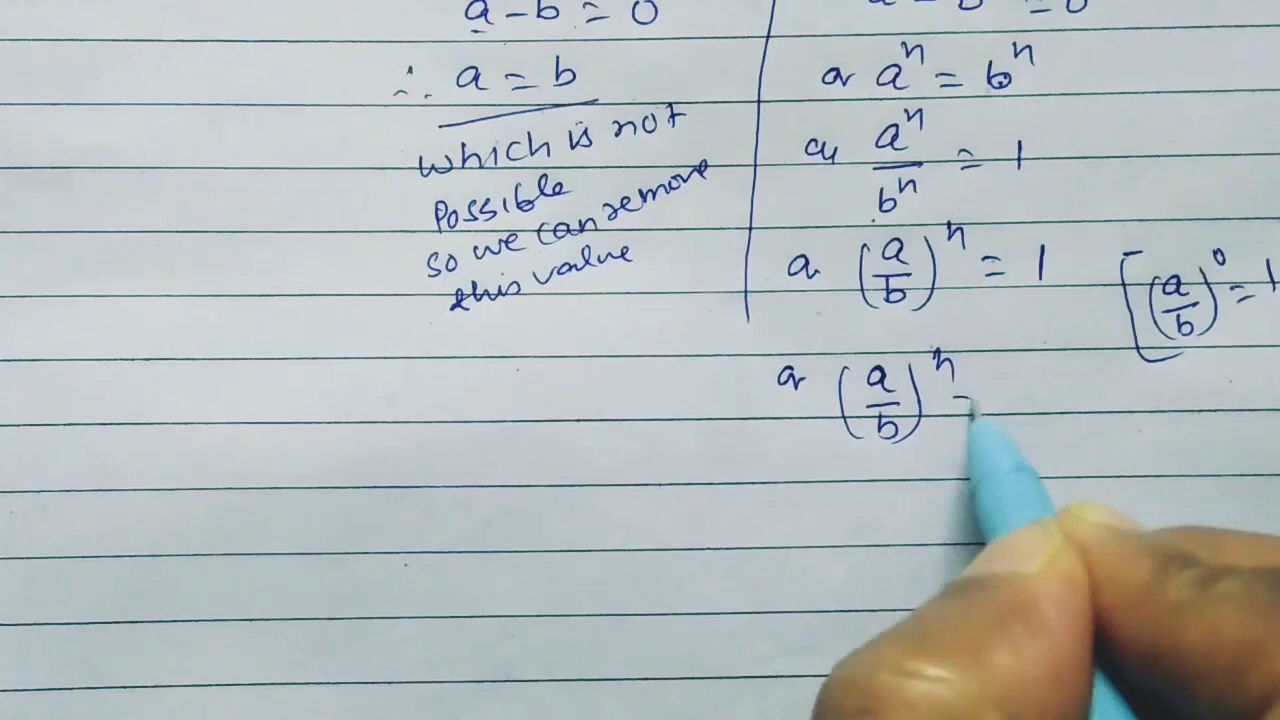 a - b = 0
∴ a = b
which is not
Possible
so we can remove
this value
or aⁿ = bⁿ
or aⁿ/bⁿ = 1
or (a/b)ⁿ = 1 [(a/b)⁰ = 1
or (a/b)ⁿ =